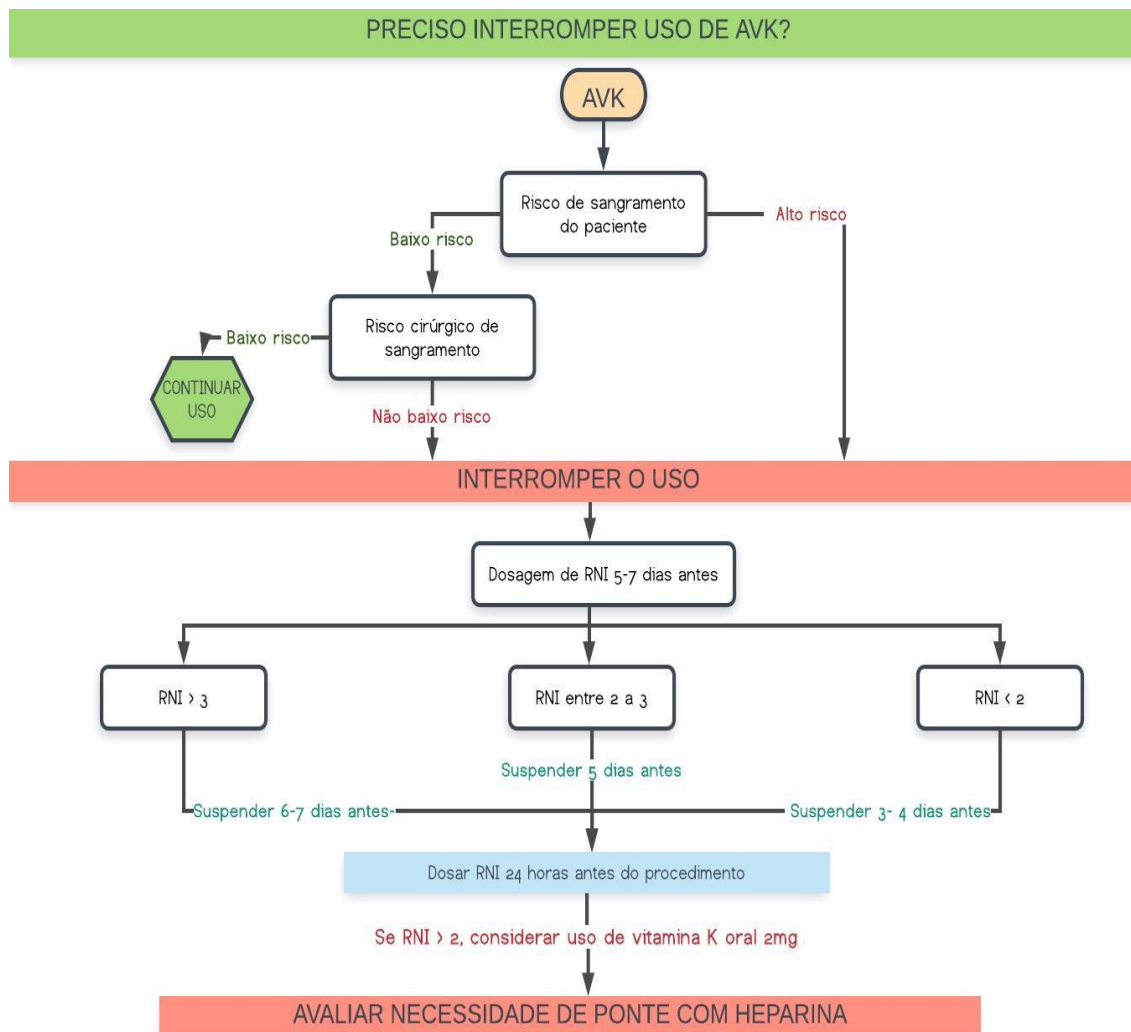 PRECISO INTERROMPER USO DE AVK?
AVK
Risco de sangramento
do paciente
Alto risco
Baixo risco
Risco cirúrgico de
sangramento
Baixo risco
CONTINUAR
USO
Não baixo risco
INTERROMPER O USO
Dosagem de RNI 5-7 dias antes
RNI > 3
RNI entre 2 a 3
RNI < 2
Suspender 5 dias antes
Suspender 6-7 dias antes
Suspender 3- 4 dias antes
Dosar RNI 24 horas antes do procedimento
Se RNI > 2, considerar uso de vitamina K oral 2mg
AVALIAR NECESSIDADE DE PONTE COM HEPARINA